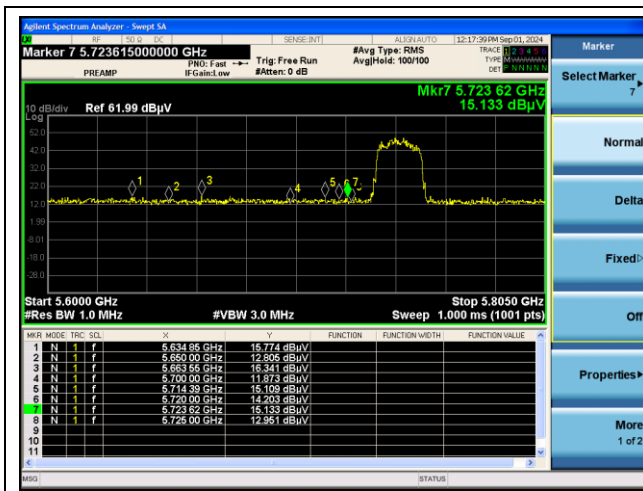 Agilent Spectrum Analyzer - Swept SA
LXI RF 50 Ω DC SENSE:INT ALIGN AUTO 12:17:39 PM Sep 01, 2024
Marker 7 5.723615000000 GHz
PREAMP
PNO: Fast
IFGain:Low
Trig: Free Run
#Atten: 0 dB
#Avg Type: RMS
Avg|Hold: 100/100
TRACE 1 2 3 4 5 6
TYPE M
DET P N N N N N
Mkr7 5.723 62 GHz
15.133 dBµV
10 dB/div Ref 61.99 dBµV
Log
52.0
42.0
32.0
22.0
12.0
1.99
-8.01
-18.0
-28.0
1
2
3
4
5
7
Start 5.6000 GHz Stop 5.8050 GHz
#Res BW 1.0 MHz #VBW 3.0 MHz Sweep 1.000 ms (1001 pts)
MKR MODE TRC SCL X Y FUNCTION FUNCTION WIDTH FUNCTION VALUE
1 N 1 f 5.634 85 GHz 15.774 dBµV
2 N 1 f 5.650 00 GHz 12.805 dBµV
3 N 1 f 5.663 55 GHz 16.341 dBµV
4 N 1 f 5.700 00 GHz 11.873 dBµV
5 N 1 f 5.714 39 GHz 15.109 dBµV
6 N 1 f 5.720 00 GHz 14.203 dBµV
7 N 1 f 5.723 62 GHz 15.133 dBµV
8 N 1 f 5.725 00 GHz 12.951 dBµV
9
10
11
MSG STATUS
Marker
Select Marker
7
Normal
Delta
Fixed
Off
Properties
More
1 of 2